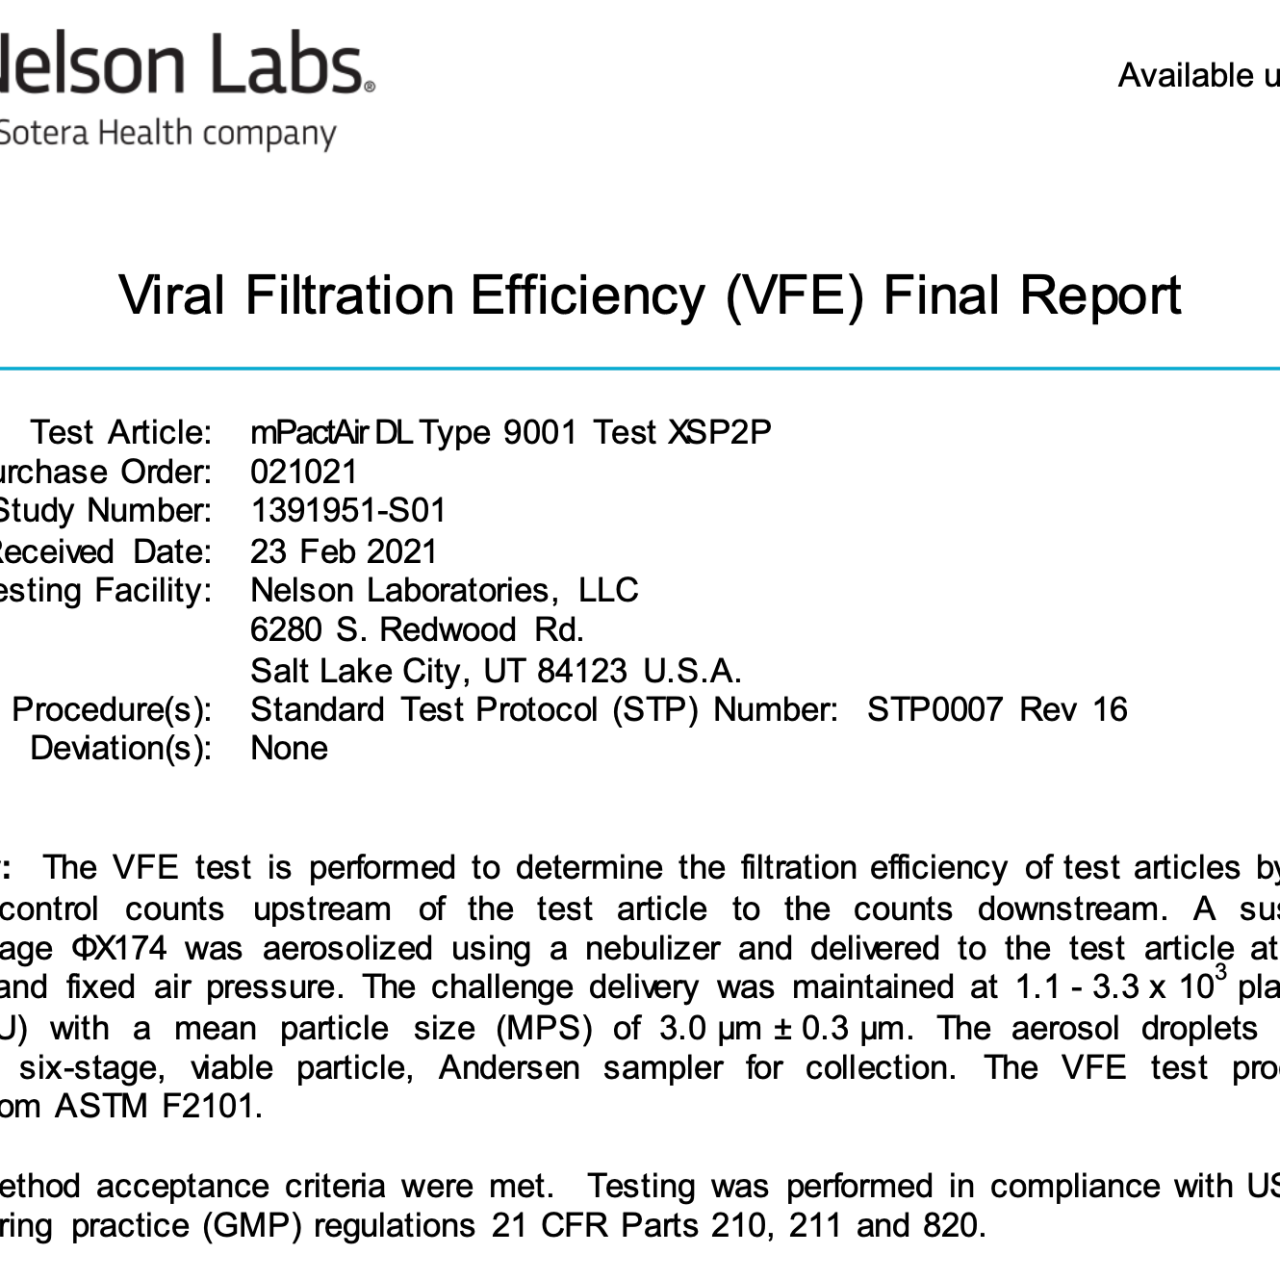 Nelson Labs®
Available u
Sotera Health company
Viral Filtration Efficiency (VFE) Final Report
Test Article: mPactAir DL Type 9001 Test XSP2P
urchase Order: 021021
Study Number: 1391951-S01
Received Date: 23 Feb 2021
esting Facility: Nelson Laboratories, LLC
6280 S. Redwood Rd.
Salt Lake City, UT 84123 U.S.A.
Procedure(s): Standard Test Protocol (STP) Number: STP0007 Rev 16
Deviation(s): None
: The VFE test is performed to determine the filtration efficiency of test articles by
control counts upstream of the test article to the counts downstream. A sus
age ΦX174 was aerosolized using a nebulizer and delivered to the test article at
and fixed air pressure. The challenge delivery was maintained at 1.1 - 3.3 x 10³ pla
U) with a mean particle size (MPS) of 3.0 µm ± 0.3 µm. The aerosol droplets
six-stage, viable particle, Andersen sampler for collection. The VFE test pro
om ASTM F2101.
ethod acceptance criteria were met. Testing was performed in compliance with US
ring practice (GMP) regulations 21 CFR Parts 210, 211 and 820.